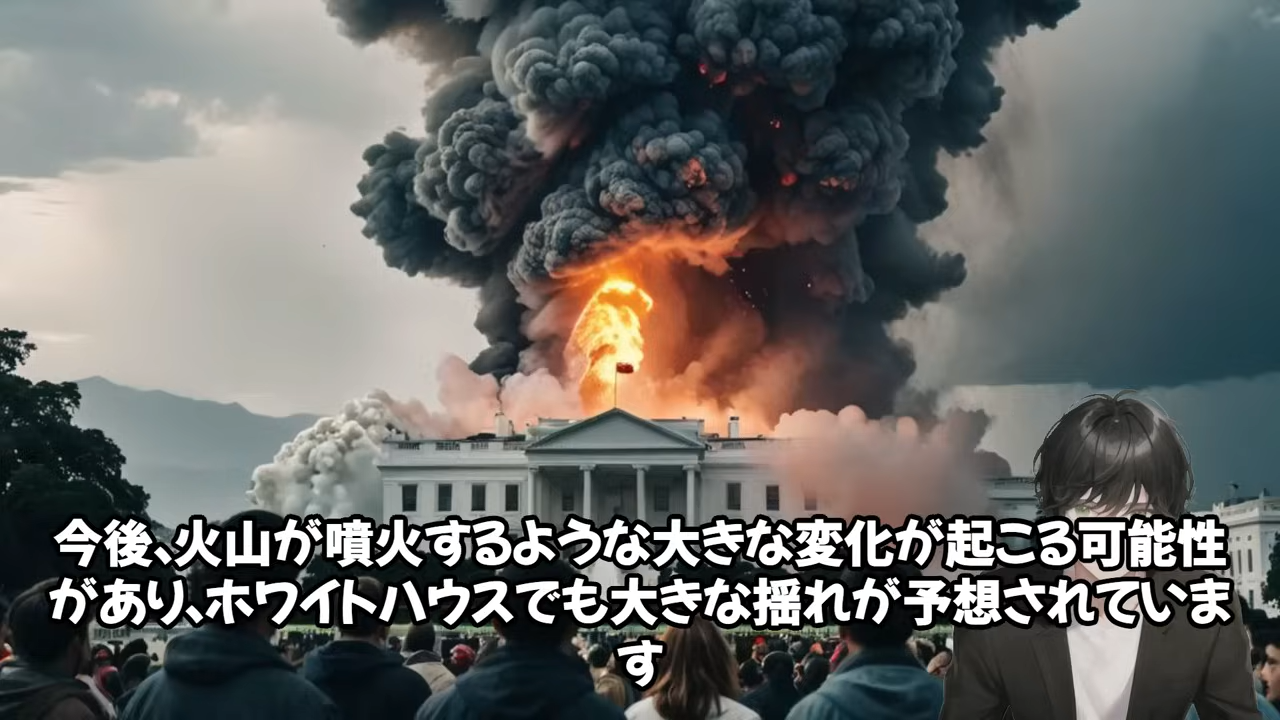 今後、火山が噴火するような大きな変化が起こる可能性
があり、ホワイトハウスでも大きな揺れが予想されていま
す